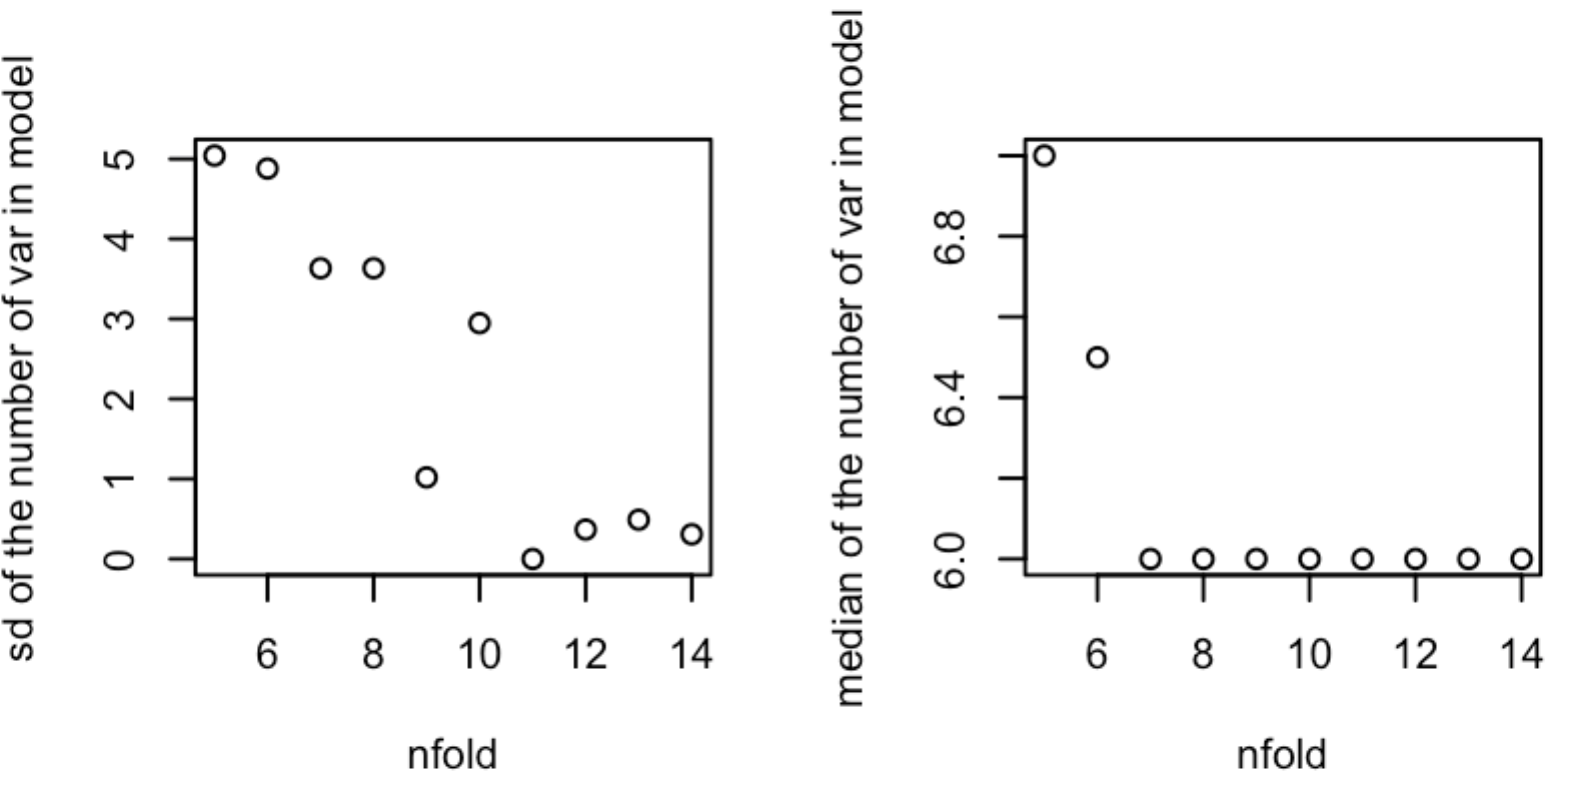 sd of the number of var in model
5
4
3
2
1
0
6 8 10 12 14
nfold
median of the number of var in model
6.8
6.4
6.0
6 8 10 12 14
nfold